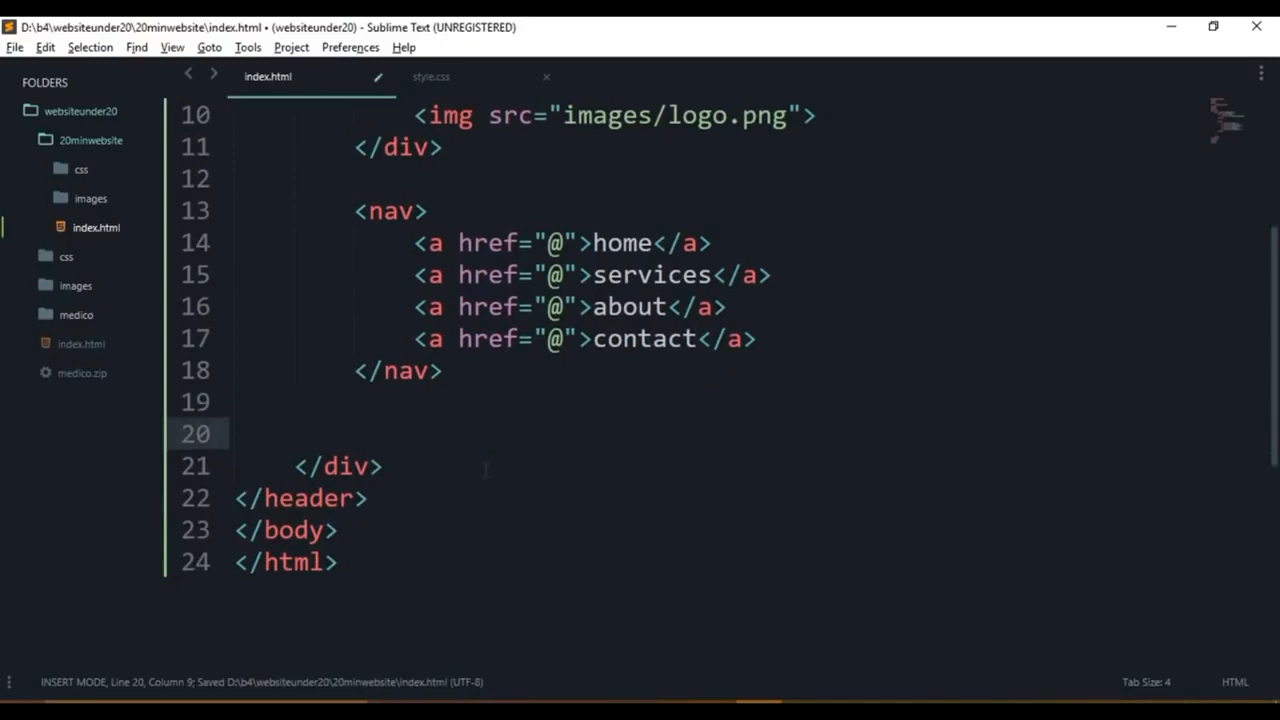 D:\b4\websiteunder20\20minwebsite\index.html • (websiteunder20) - Sublime Text (UNREGISTERED)
File Edit Selection Find View Goto Tools Project Preferences Help
FOLDERS
websiteunder20
20minwebsite
css
images
index.html
css
images
medico
index.html
medico.zip
index.html style.css
10 <img src="images/logo.png">
11 </div>
12
13 <nav>
14 <a href="@">home</a>
15 <a href="@">services</a>
16 <a href="@">about</a>
17 <a href="@">contact</a>
18 </nav>
19
20
21 </div>
22 </header>
23 </body>
24 </html>
INSERT MODE, Line 20, Column 9; Saved D:\b4\websiteunder20\20minwebsite\index.html (UTF-8) Tab Size: 4 HTML